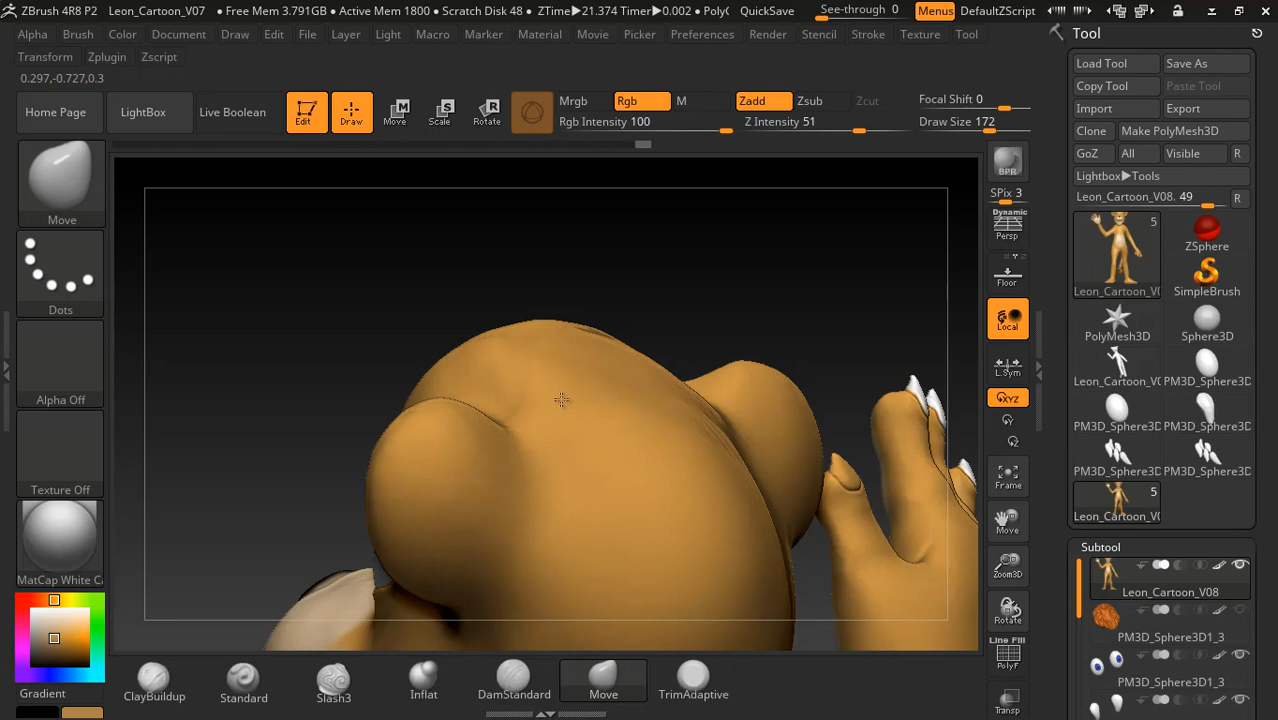 ZBrush 4R8 P2 Leon_Cartoon_V07 • Free Mem 3.791GB • Active Mem 1800 • Scratch Disk 48 • ZTime▶21.374 Timer▶0.002 • Poly( QuickSave See-through 0 Menus DefaultZScript
Alpha Brush Color Document Draw Edit File Layer Light Macro Marker Material Movie Picker Preferences Render Stencil Stroke Texture Tool
Transform Zplugin Zscript
0.297,-0.727,0.3
Home Page LightBox Live Boolean Edit Draw Move Scale Rotate
Mrgb Rgb M Zadd Zsub Zcut Focal Shift 0
Rgb Intensity 100 Z Intensity 51 Draw Size 172
Move
Dots
Alpha Off
Texture Off
MatCap White Ca
Gradient
BPR
SPix 3
Dynamic
Persp
Floor
Local
L.Sym
XYZ
Y
Z
Frame
Move
Zoom3D
Rotate
Line Fill
PolyF
Transp
ClayBuildup Standard Slash3 Inflat DamStandard Move TrimAdaptive
Tool
Load Tool Save As
Copy Tool Paste Tool
Import Export
Clone Make PolyMesh3D
GoZ All Visible R
Lightbox▶Tools
Leon_Cartoon_V08. 49 R
5
ZSphere
Leon_Cartoon_V0 SimpleBrush
PolyMesh3D Sphere3D
Leon_Cartoon_V0 PM3D_Sphere3D
PM3D_Sphere3D PM3D_Sphere3D
PM3D_Sphere3D PM3D_Sphere3D
5
Leon_Cartoon_V0
Subtool
Leon_Cartoon_V08
PM3D_Sphere3D1_3
PM3D_Sphere3D1_3